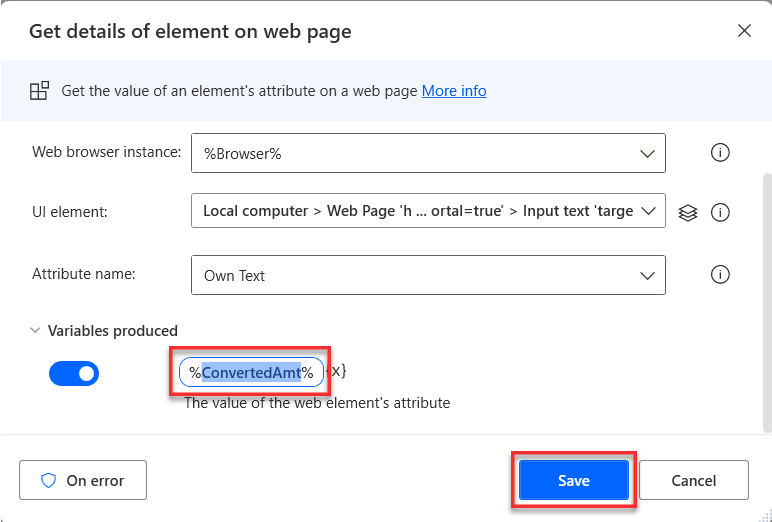 Get details of element on web page
Get the value of an element's attribute on a web page More info
Web browser instance: %Browser%
UI element: Local computer > Web Page 'h ... ortal=true' > Input text 'targe
Attribute name: Own Text
Variables produced
%ConvertedAmt% {x}
The value of the web element's attribute
On error Save Cancel